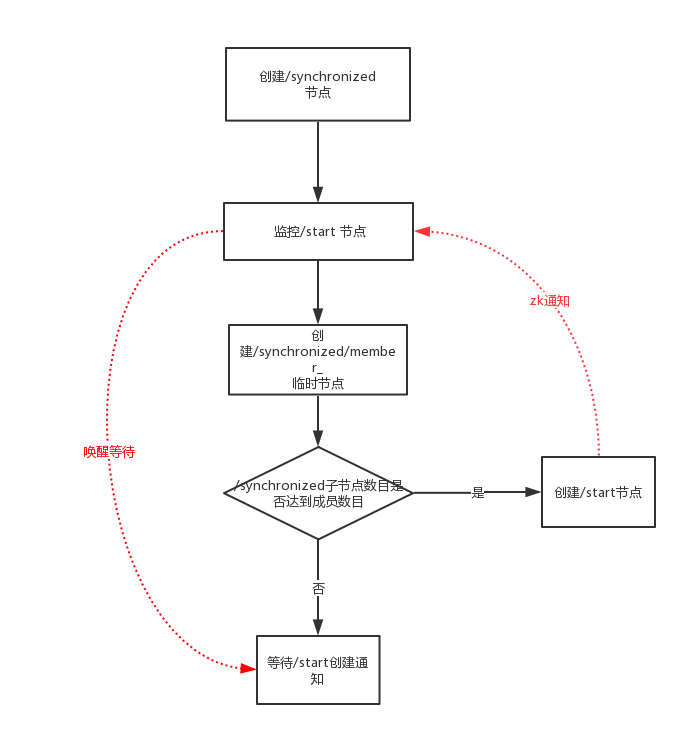 创建/synchronized
节点
监控/start 节点
zk通知
创
建/synchronized/membe
r_
临时节点
唤醒等待
/synchronized子节点数目是
否达到成员数目
是
创建/start节点
否
等待/start创建通
知